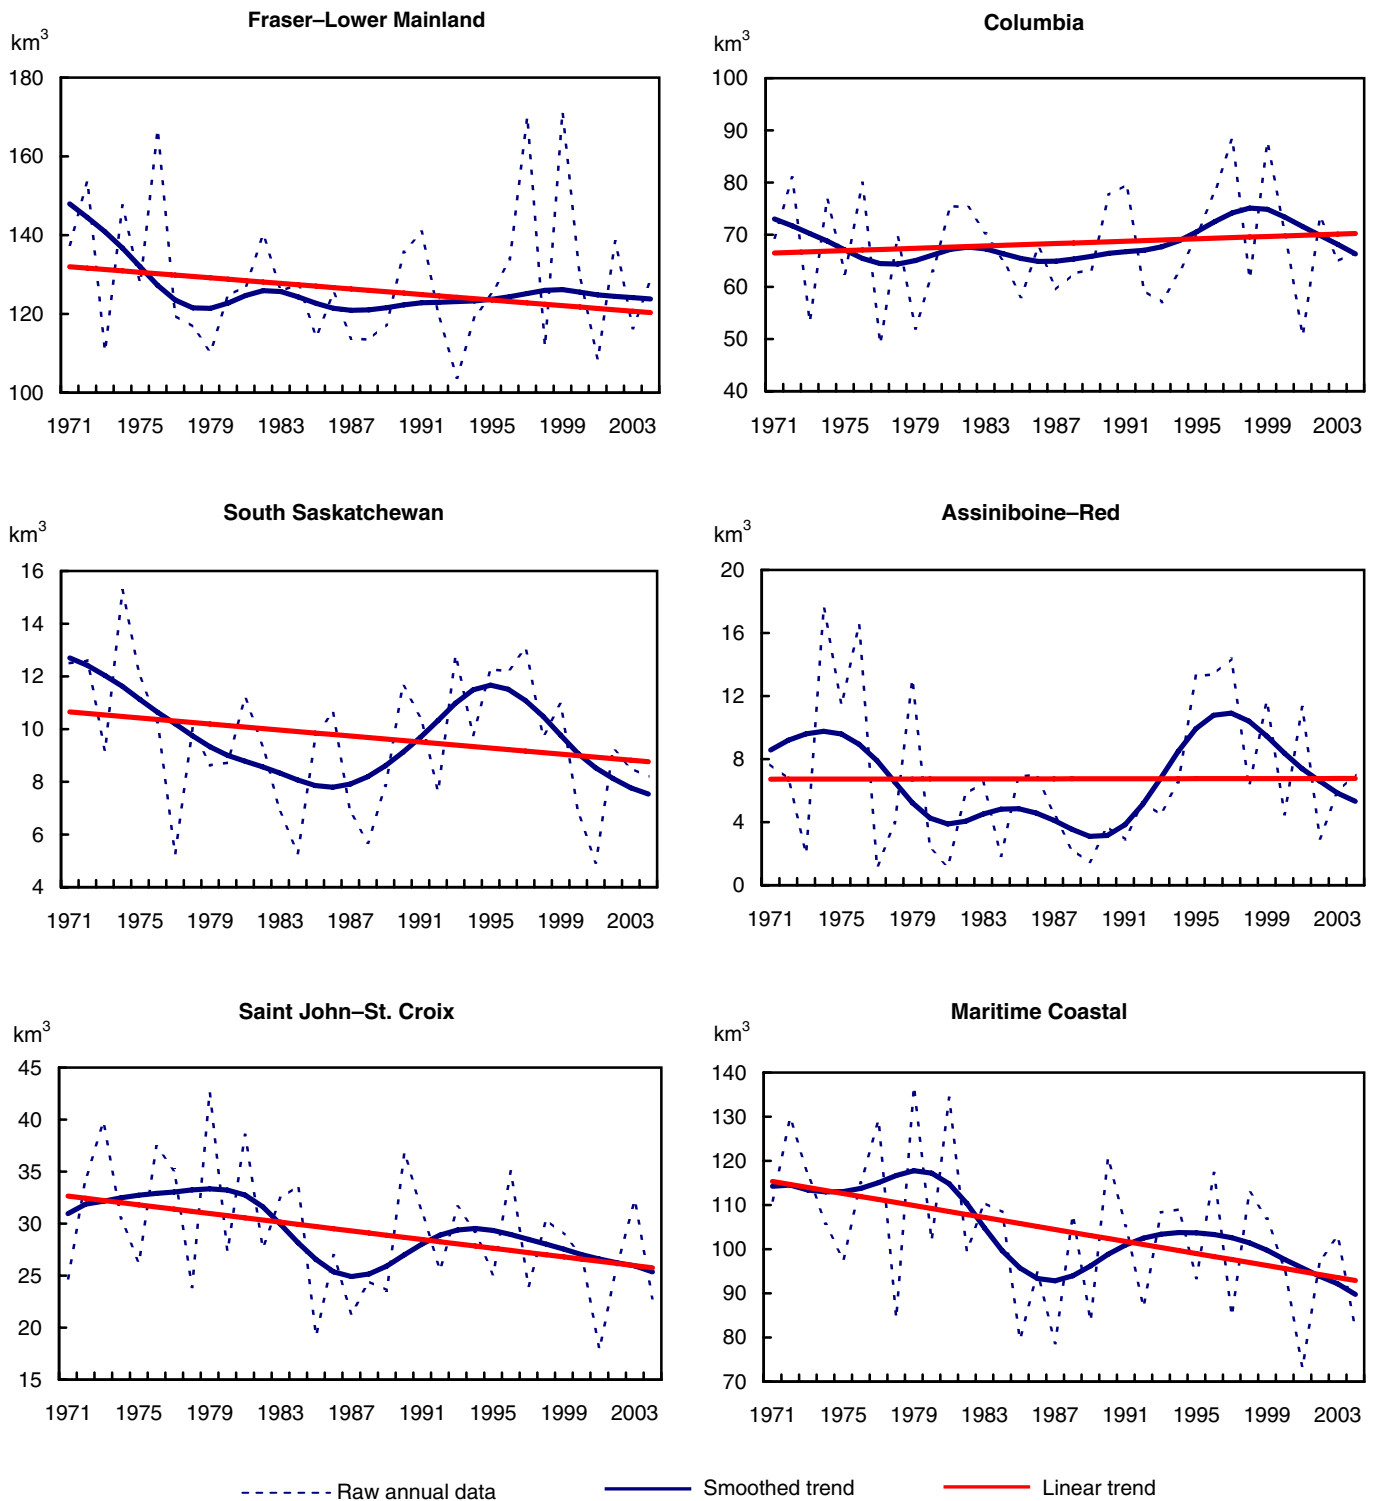 Fraser–Lower Mainland
km3
180
160
140
120
100
1971 1975 1979 1983 1987 1991 1995 1999 2003
Columbia
km3
100
90
80
70
60
50
40
1971 1975 1979 1983 1987 1991 1995 1999 2003
South Saskatchewan
km3
16
14
12
10
8
6
4
1971 1975 1979 1983 1987 1991 1995 1999 2003
Assiniboine–Red
km3
20
16
12
8
4
0
1971 1975 1979 1983 1987 1991 1995 1999 2003
Saint John–St. Croix
km3
45
40
35
30
25
20
15
1971 1975 1979 1983 1987 1991 1995 1999 2003
Maritime Coastal
km3
140
130
120
110
100
90
80
70
1971 1975 1979 1983 1987 1991 1995 1999 2003
Raw annual data Smoothed trend Linear trend